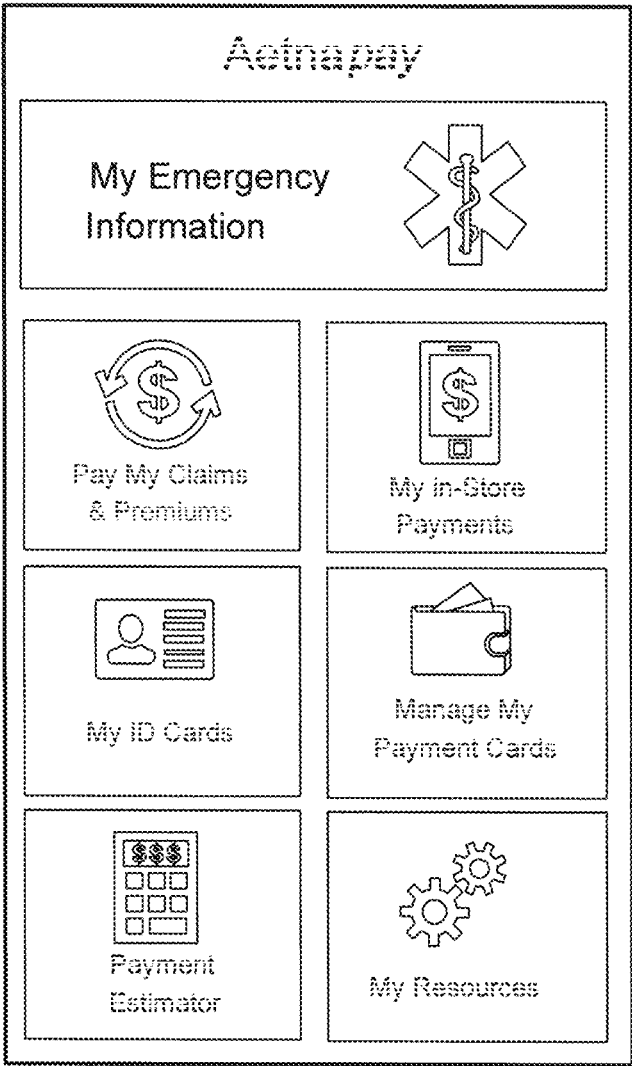 Aetnapay
My Emergency
Information
$
$
Pay My Claims
& Premiums
My In-Store
Payments
My ID Cards
Manage My
Payment Cards
$$$
Payment
Estimator
My Resources